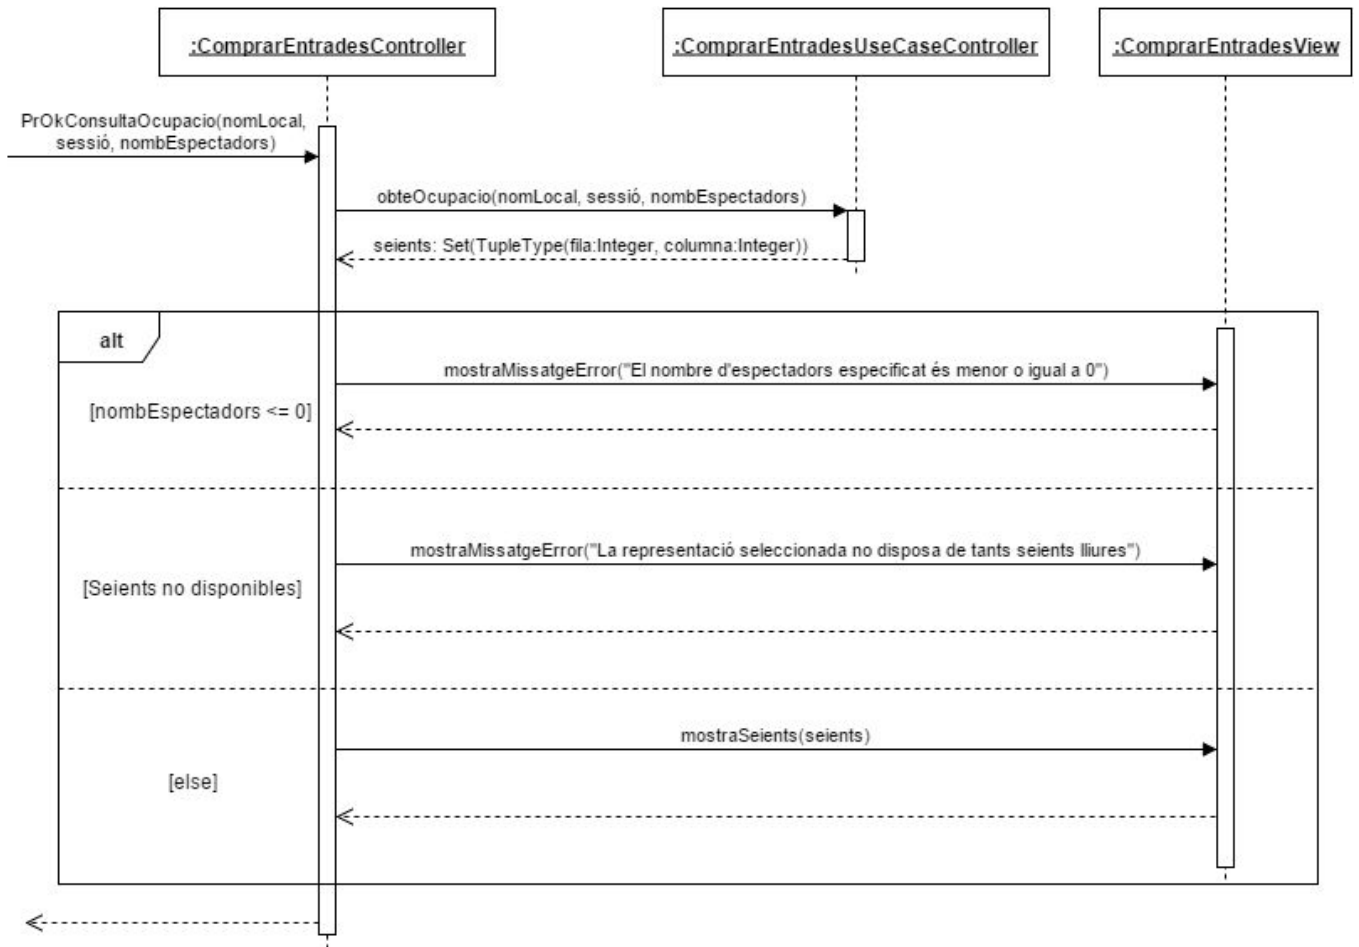 :ComprarEntradesController
:ComprarEntradesUseCaseController
:ComprarEntradesView
PrOkConsultaOcupacio(nomLocal,
sessió, nombEspectadors)
obteOcupacio(nomLocal, sessió, nombEspectadors)
seients: Set(TupleType(fila:Integer, columna:Integer))
alt
mostraMissatgeError("El nombre d'espectadors especificat és menor o igual a 0")
[nombEspectadors <= 0]
mostraMissatgeError("La representació seleccionada no disposa de tants seients lliures")
[Seients no disponibles]
mostraSeients(seients)
[else]